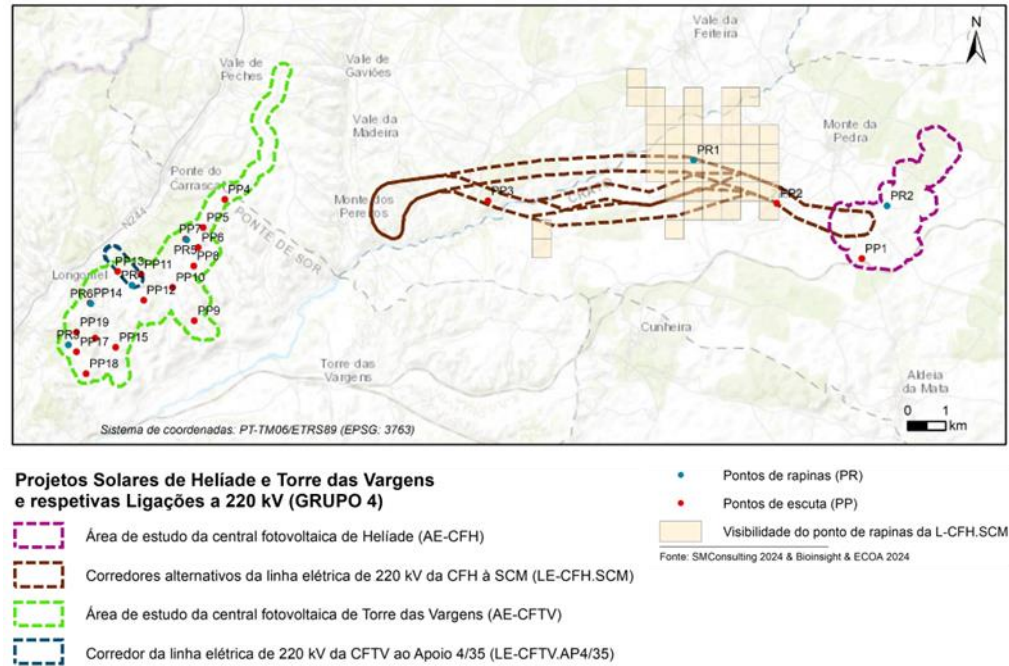 Vale da
Feiteira
N
Vale de
Peches
Vale de
Gaviões
Vale da
Madeira
Monte da
Pedra
PR1
PR2
Ponte do
Carrascal
PP4
PP3
PP2
CRATO
Monte dos
Pereiros
N244
PP5
PP7
PP6
PR5
PP8
PONTE DE SOR
PP1
PP13
PP11
Longomel
PR4
PP10
PR6
PP14
PP12
PP9
PP19
PP17
PP15
PP18
Cunheira
Torre das
Vargens
Aldeia
da Mata
0 1
km
Sistema de coordenadas: PT-TM06/ETRS89 (EPSG: 3763)
Projetos Solares de Helíade e Torre das Vargens
e respetivas Ligações a 220 kV (GRUPO 4)
Área de estudo da central fotovoltaica de Helíade (AE-CFH)
Corredores alternativos da linha elétrica de 220 kV da CFH à SCM (LE-CFH.SCM)
Área de estudo da central fotovoltaica de Torre das Vargens (AE-CFTV)
Corredor da linha elétrica de 220 kV da CFTV ao Apoio 4/35 (LE-CFTV.AP4/35)
Pontos de rapinas (PR)
Pontos de escuta (PP)
Visibilidade do ponto de rapinas da L-CFH.SCM
Fonte: SMConsulting 2024 & Bioinsight & ECOA 2024